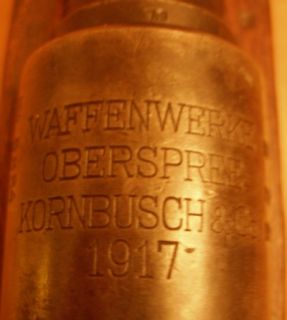 WAFFENWERKE
OBERSPREE
KORNBUSCH & Co.
1917